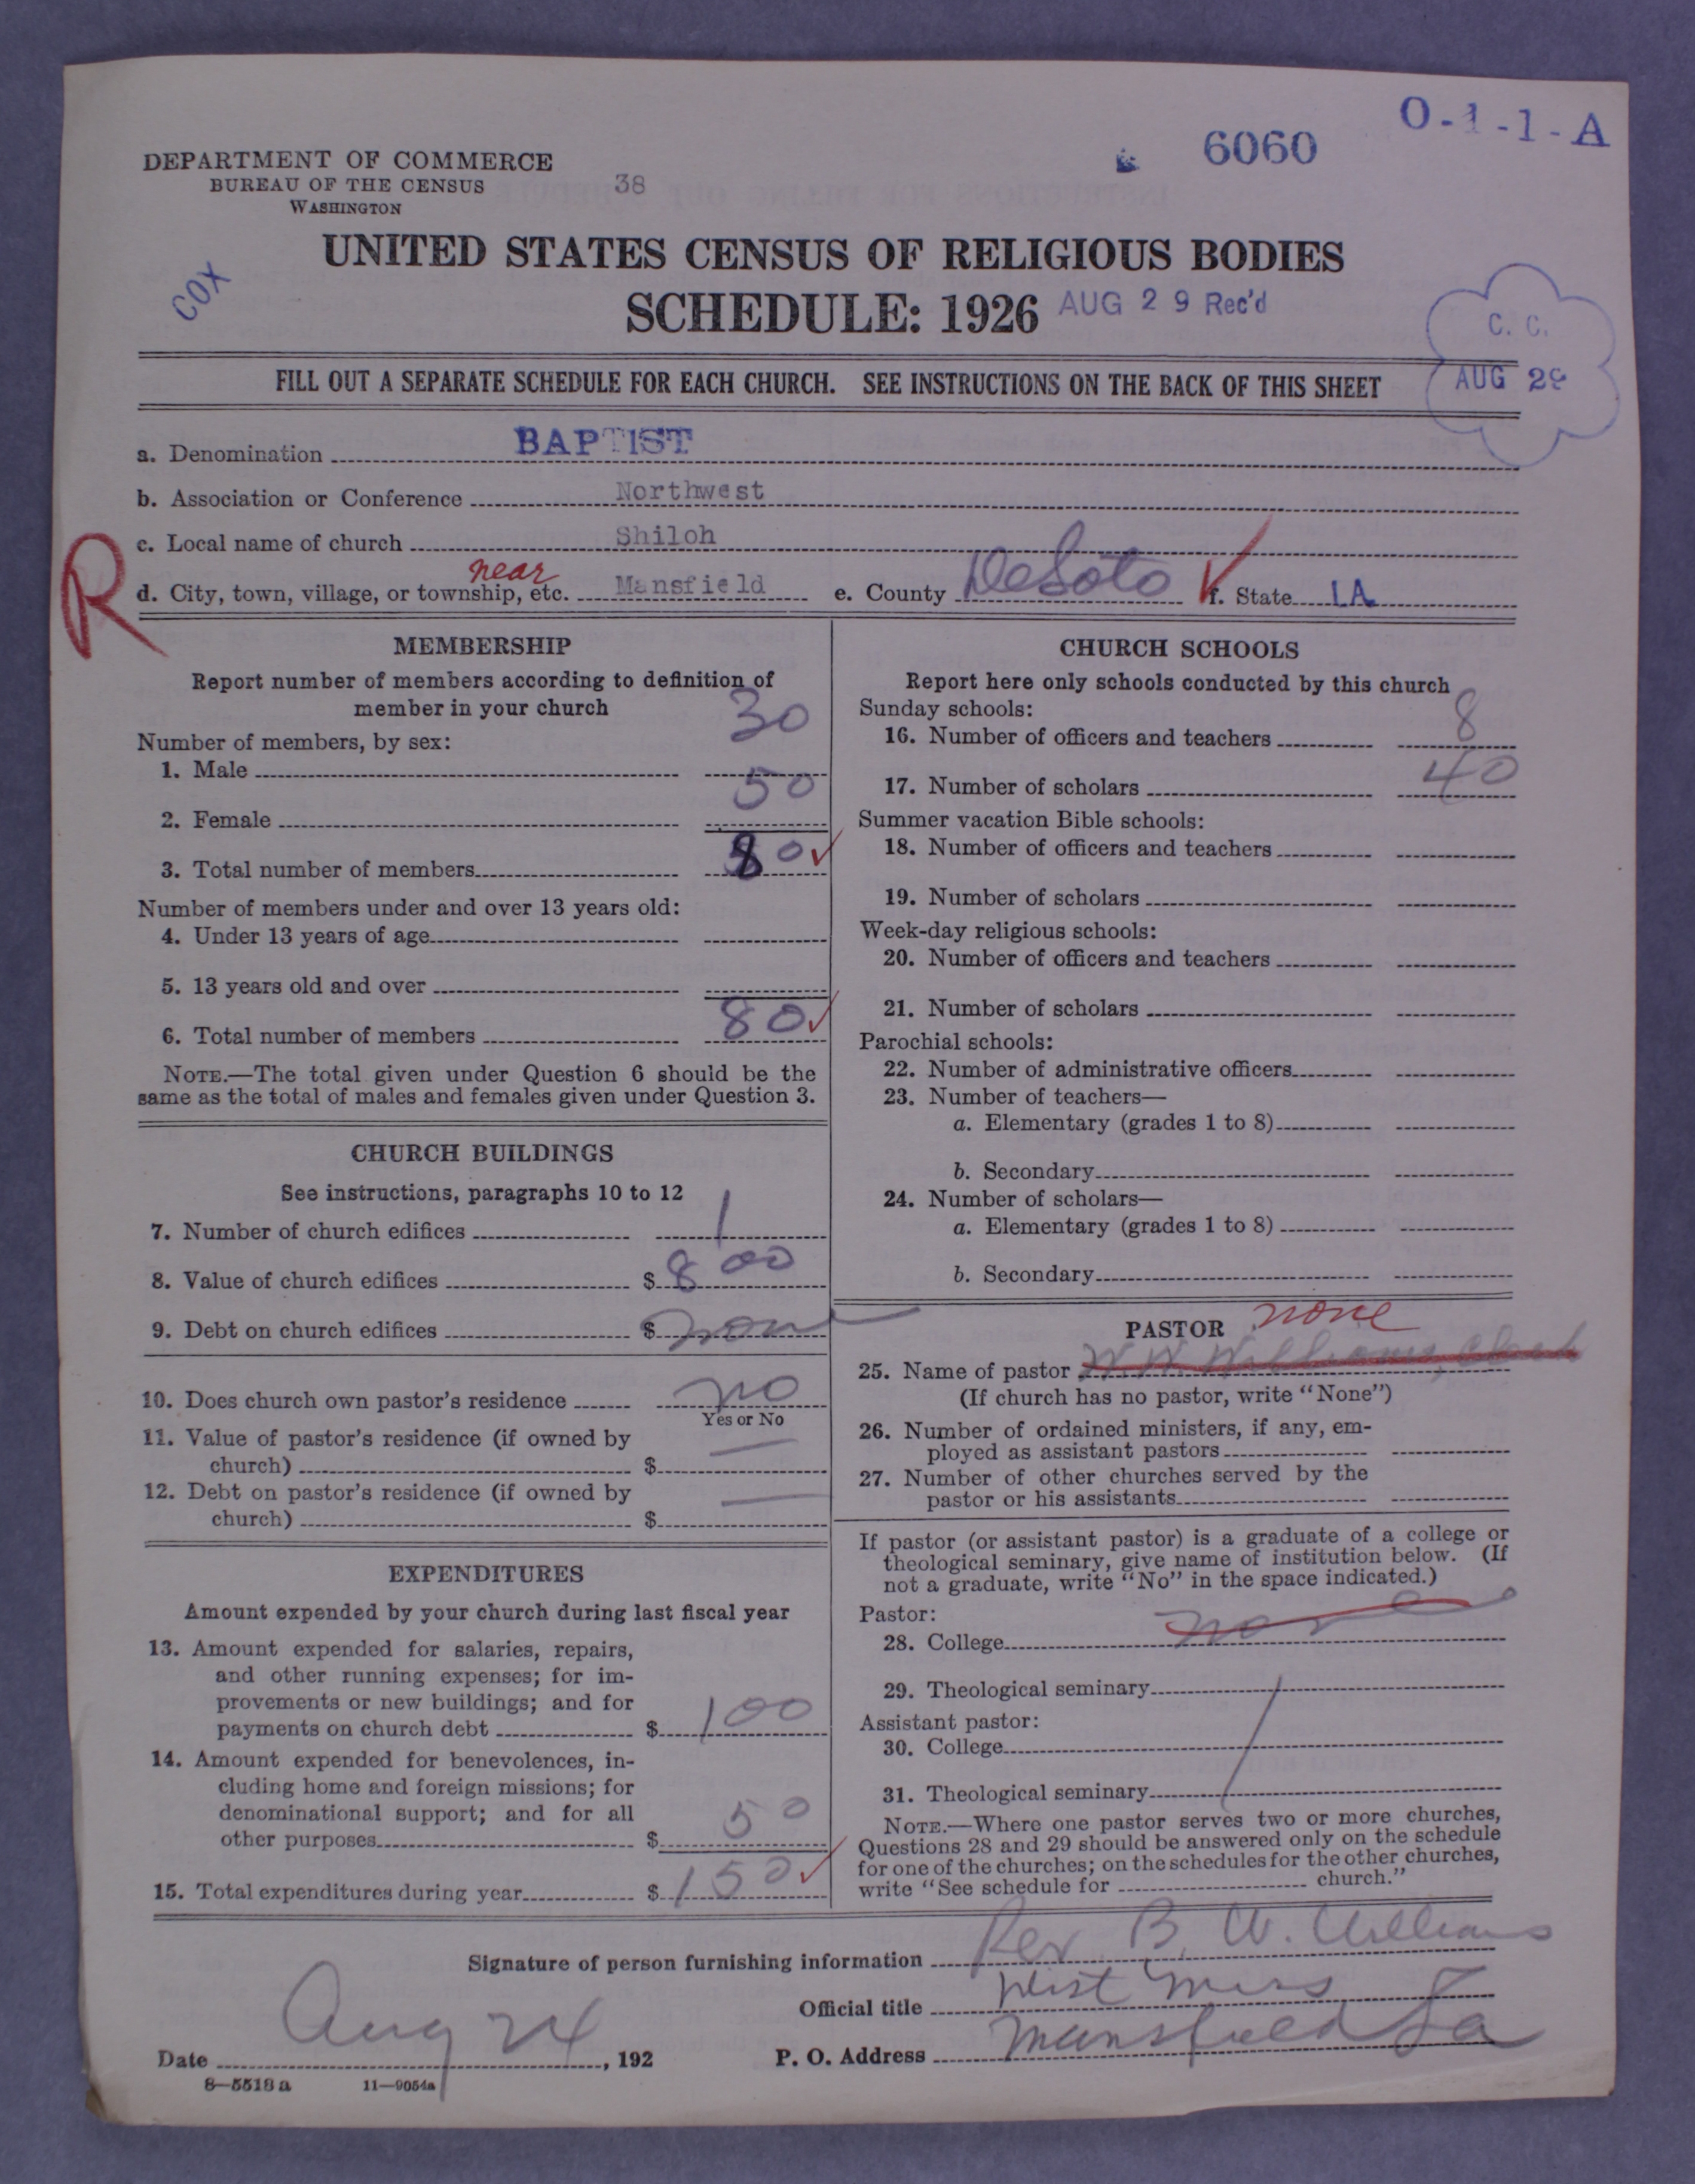 O-1-1-A
6060
DEPARTMENT OF COMMERCE
BUREAU OF THE CENSUS
WASHINGTON
38
COX
UNITED STATES CENSUS OF RELIGIOUS BODIES
SCHEDULE: 1926 AUG 29 Rec'd
C. C.
AUG 29
FILL OUT A SEPARATE SCHEDULE FOR EACH CHURCH. SEE INSTRUCTIONS ON THE BACK OF THIS SHEET
a. Denomination BAPTIST
b. Association or Conference Northwest
c. Local name of church Shiloh
R
near
d. City, town, village, or township, etc. Mansfield e. County DeSoto f. State LA
MEMBERSHIP
Report number of members according to definition of
member in your church
Number of members, by sex:
1. Male 30
2. Female 50
3. Total number of members 80
Number of members under and over 13 years old:
4. Under 13 years of age
5. 13 years old and over
6. Total number of members 80
NOTE.—The total given under Question 6 should be the
same as the total of males and females given under Question 3.
CHURCH BUILDINGS
See instructions, paragraphs 10 to 12
7. Number of church edifices 1
8. Value of church edifices $ 800
9. Debt on church edifices $ none
10. Does church own pastor's residence no
Yes or No
11. Value of pastor's residence (if owned by
church) $ —
12. Debt on pastor's residence (if owned by
church) $ —
EXPENDITURES
Amount expended by your church during last fiscal year
13. Amount expended for salaries, repairs,
and other running expenses; for im-
provements or new buildings; and for
payments on church debt $ 100
14. Amount expended for benevolences, in-
cluding home and foreign missions; for
denominational support; and for all
other purposes $ 50
15. Total expenditures during year $ 150
CHURCH SCHOOLS
Report here only schools conducted by this church
Sunday schools:
16. Number of officers and teachers 8
17. Number of scholars 40
Summer vacation Bible schools:
18. Number of officers and teachers
19. Number of scholars
Week-day religious schools:
20. Number of officers and teachers
21. Number of scholars
Parochial schools:
22. Number of administrative officers
23. Number of teachers—
a. Elementary (grades 1 to 8)
b. Secondary
24. Number of scholars—
a. Elementary (grades 1 to 8)
b. Secondary
PASTOR none
25. Name of pastor W W Williams, Clerk
(If church has no pastor, write "None")
26. Number of ordained ministers, if any, em-
ployed as assistant pastors
27. Number of other churches served by the
pastor or his assistants
If pastor (or assistant pastor) is a graduate of a college or
theological seminary, give name of institution below. (If
not a graduate, write "No" in the space indicated.)
Pastor:
28. College none
29. Theological seminary
Assistant pastor:
30. College
31. Theological seminary
NOTE.—Where one pastor serves two or more churches,
Questions 28 and 29 should be answered only on the schedule
for one of the churches; on the schedules for the other churches,
write "See schedule for church."
Signature of person furnishing information Rev. B. W. Williams
Official title Dist Miss
Date Aug 24, 192 P. O. Address Mansfield La
8—5518 a 11—9054a